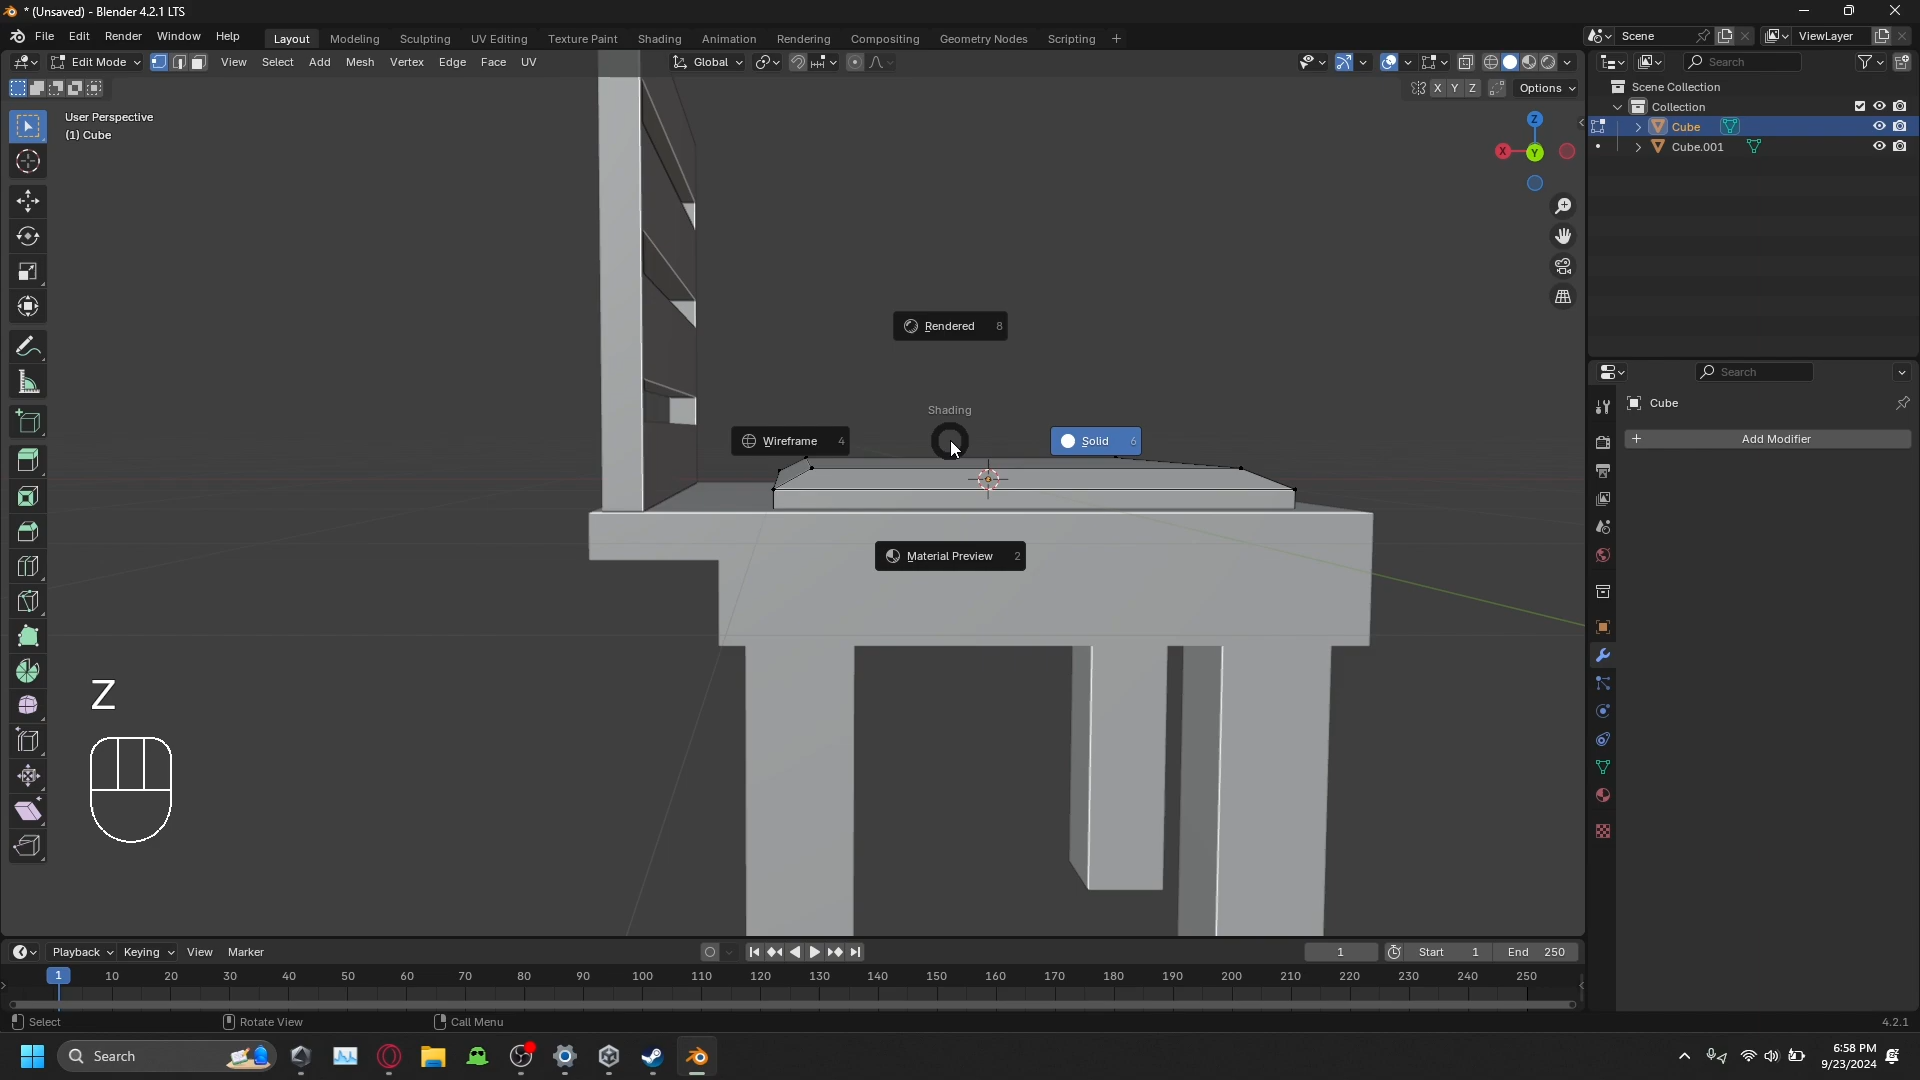 * (Unsaved) - Blender 4.2.1 LTS
File Edit Render Window Help Layout Modeling Sculpting UV Editing Texture Paint Shading Animation Rendering Compositing Geometry Nodes Scripting + Scene ViewLayer
Edit Mode View Select Add Mesh Vertex Edge Face UV Global Search
X Y Z Options
User Perspective
(1) Cube
Scene Collection
Collection
Cube
Cube.001
Z
X
Y
Rendered 8
Shading
Wireframe 4
Solid 6
Material Preview 2
Search
Cube
+ Add Modifier
Z
Playback Keying View Marker 1 Start 1 End 250
1 10 20 30 40 50 60 70 80 90 100 110 120 130 140 150 160 170 180 190 200 210 220 230 240 250
Select Rotate View Call Menu 4.2.1
Search
6:58 PM
9/23/2024